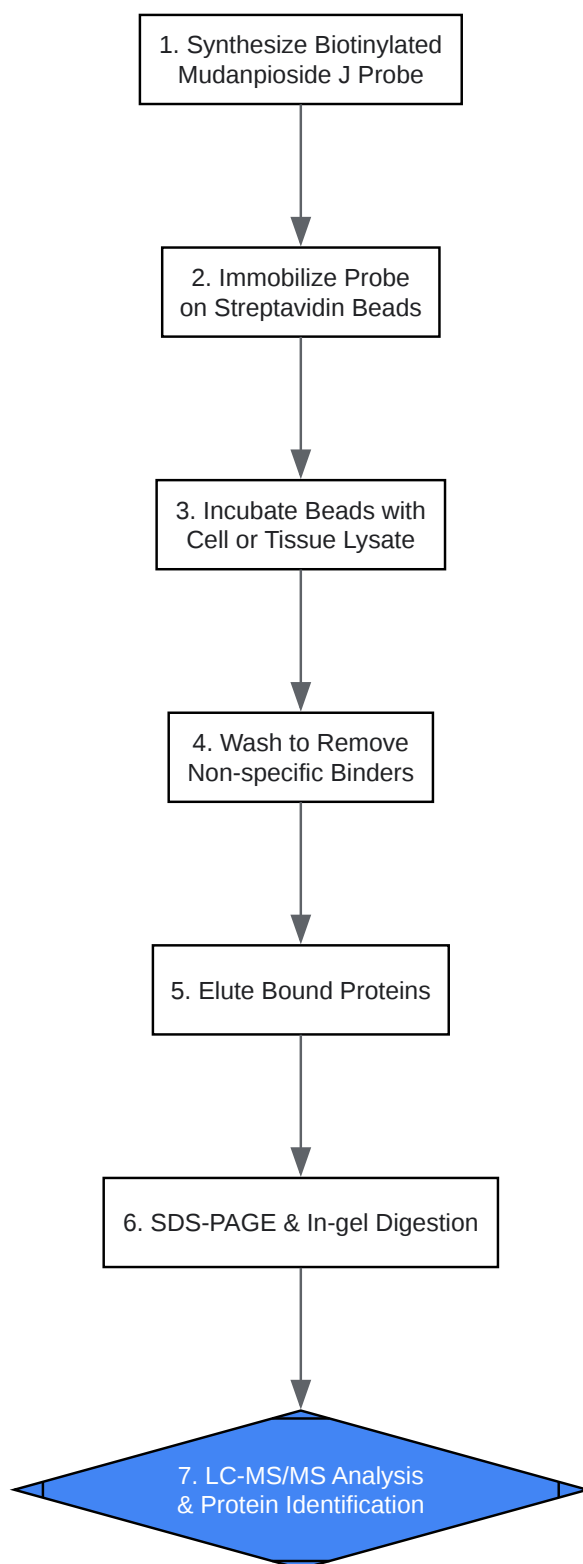 1. Synthesize Biotinylated
Mudanpioside J Probe
2. Immobilize Probe
on Streptavidin Beads
3. Incubate Beads with
Cell or Tissue Lysate
4. Wash to Remove
Non-specific Binders
5. Elute Bound Proteins
6. SDS-PAGE & In-gel Digestion
7. LC-MS/MS Analysis
& Protein Identification